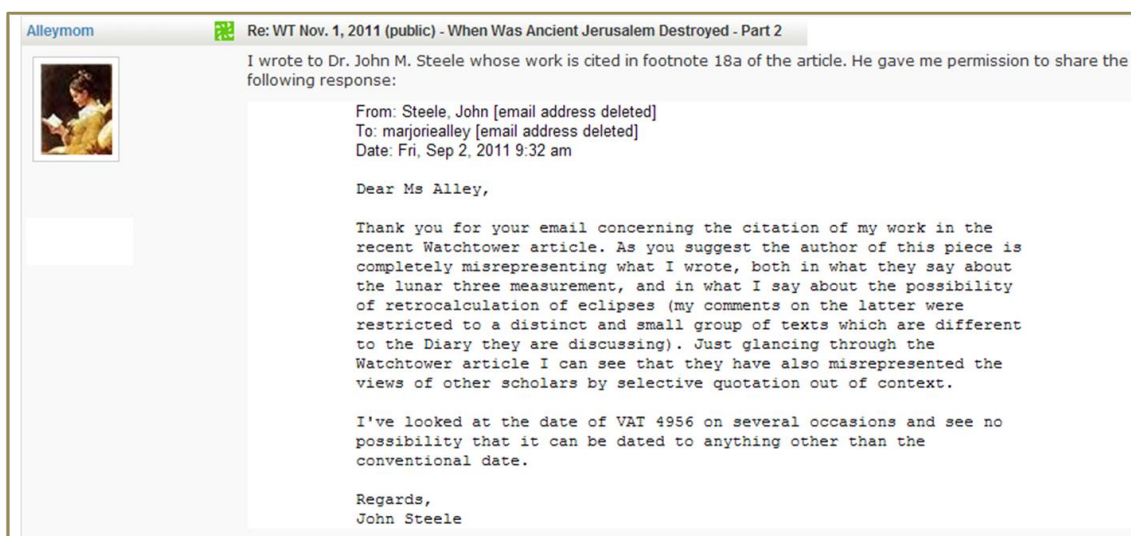 Alleymom
Re: WT Nov. 1, 2011 (public) - When Was Ancient Jerusalem Destroyed - Part 2
I wrote to Dr. John M. Steele whose work is cited in footnote 18a of the article. He gave me permission to share the
following response:
From: Steele, John [email address deleted]
To: marjoriealley [email address deleted]
Date: Fri, Sep 2, 2011 9:32 am
Dear Ms Alley,
Thank you for your email concerning the citation of my work in the
recent Watchtower article. As you suggest the author of this piece is
completely misrepresenting what I wrote, both in what they say about
the lunar three measurement, and in what I say about the possibility
of retrocalculation of eclipses (my comments on the latter were
restricted to a distinct and small group of texts which are different
to the Diary they are discussing). Just glancing through the
Watchtower article I can see that they have also misrepresented the
views of other scholars by selective quotation out of context.
I've looked at the date of VAT 4956 on several occasions and see no
possibility that it can be dated to anything other than the
conventional date.
Regards,
John Steele